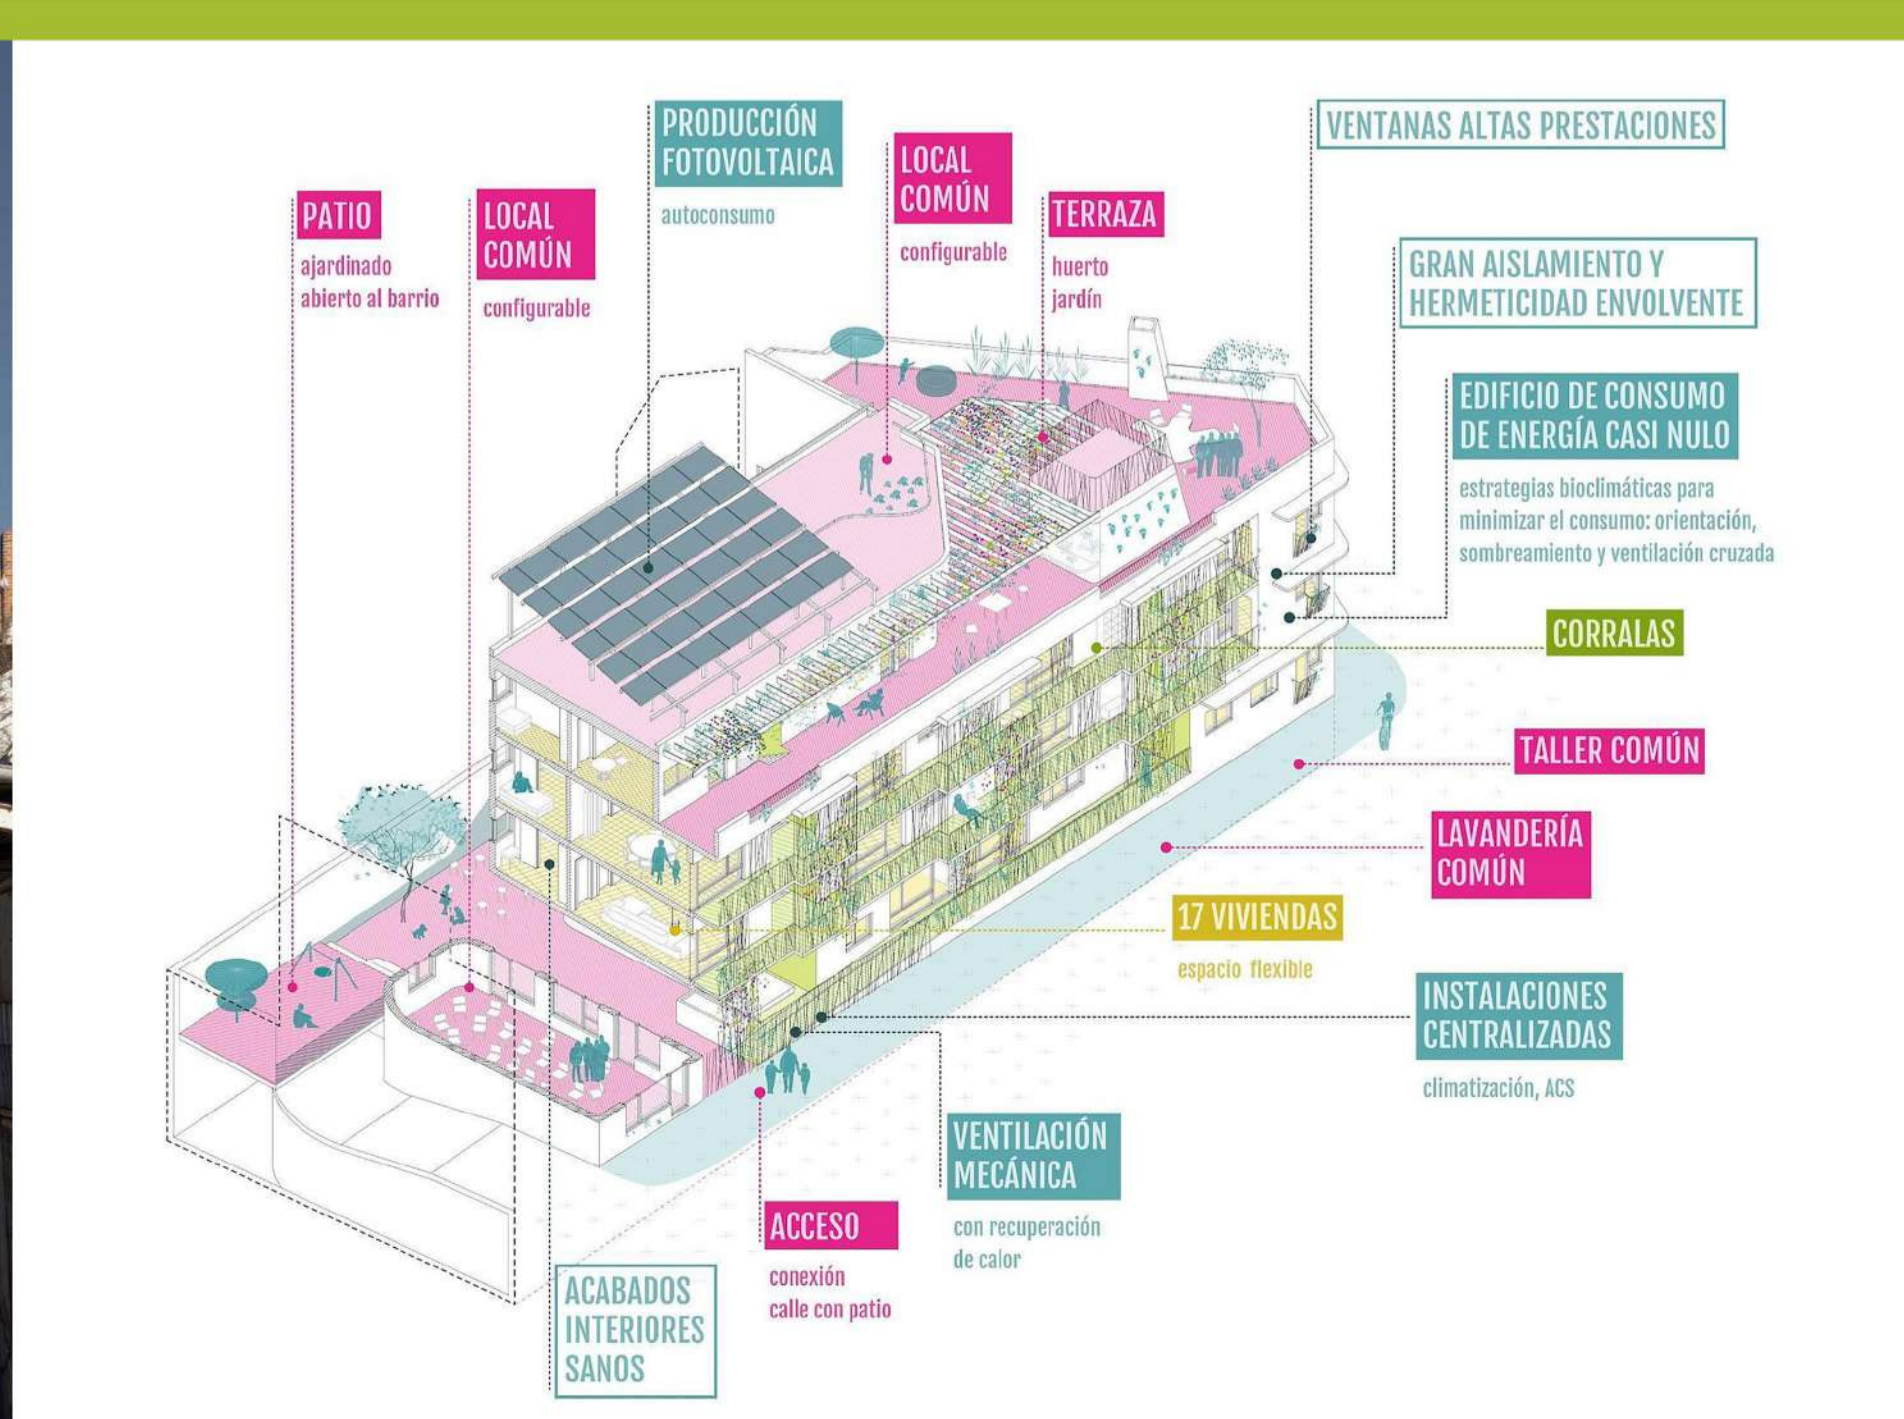 PRODUCCIÓN
FOTOVOLTAICA
autoconsumo
VENTANAS ALTAS PRESTACIONES
LOCAL
COMÚN
configurable
PATIO
ajardinado
abierto al barrio
LOCAL
COMÚN
configurable
TERRAZA
huerto
jardín
GRAN AISLAMIENTO Y
HERMETICIDAD ENVOLVENTE
EDIFICIO DE CONSUMO
DE ENERGÍA CASI NULO
estrategias bioclimáticas para
minimizar el consumo: orientación,
sombreamiento y ventilación cruzada
CORRALAS
TALLER COMÚN
LAVANDERÍA
COMÚN
17 VIVIENDAS
espacio flexible
INSTALACIONES
CENTRALIZADAS
climatización, ACS
VENTILACIÓN
MECÁNICA
con recuperación
de calor
ACCESO
conexión
calle con patio
ACABADOS
INTERIORES
SANOS